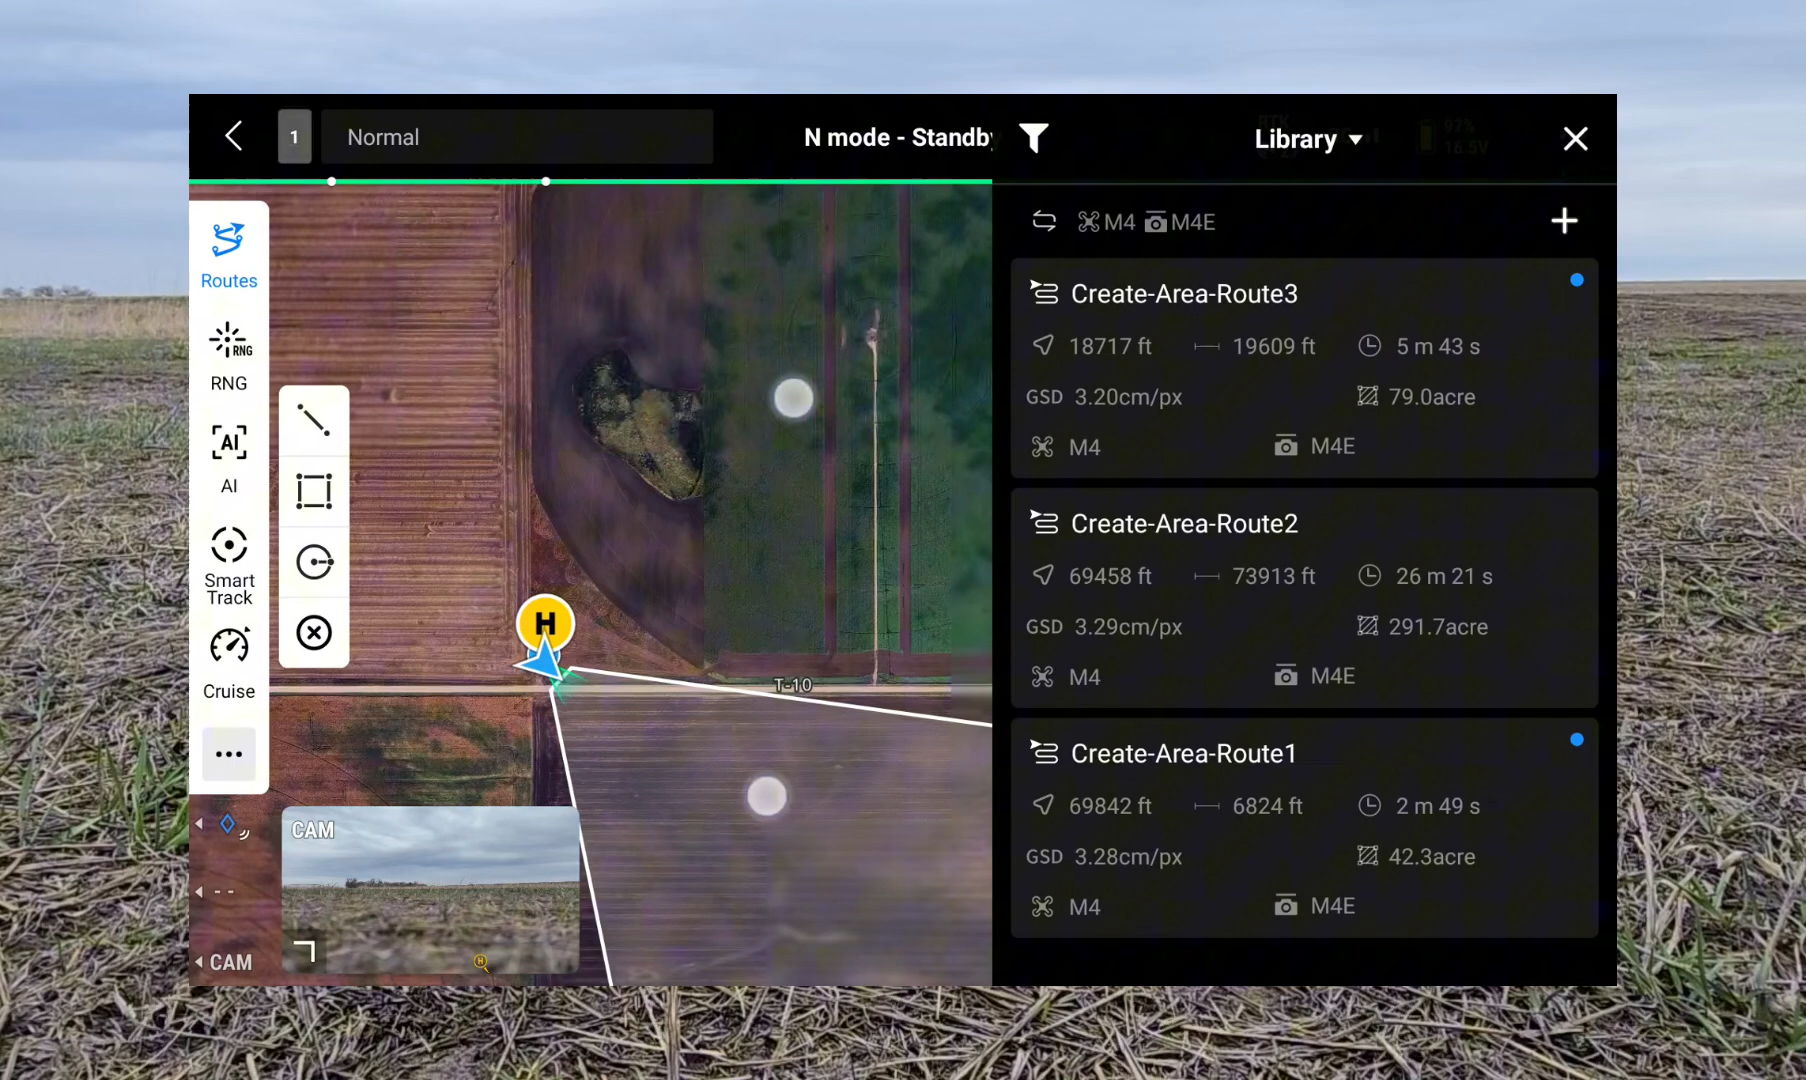 1
Normal
N mode - Standby
Library
97%
16.5V
M4 M4E
Routes
RNG
RNG
AI
AI
Smart
Track
Cruise
CAM
CAM
H
H
T-10
Create-Area-Route3
18717 ft 19609 ft 5 m 43 s
GSD 3.20cm/px 79.0acre
M4 M4E
Create-Area-Route2
69458 ft 73913 ft 26 m 21 s
GSD 3.29cm/px 291.7acre
M4 M4E
Create-Area-Route1
69842 ft 6824 ft 2 m 49 s
GSD 3.28cm/px 42.3acre
M4 M4E